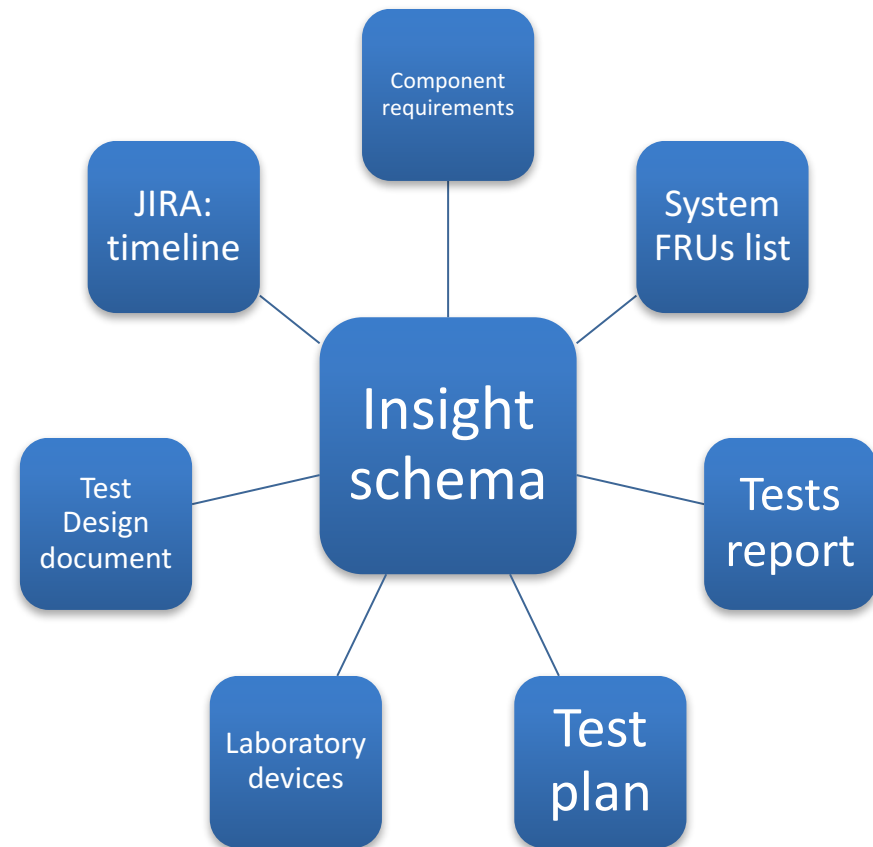 Component
requirements
JIRA:
timeline
System
FRUs list
Insight
schema
Test
Design
document
Tests
report
Laboratory
devices
Test
plan